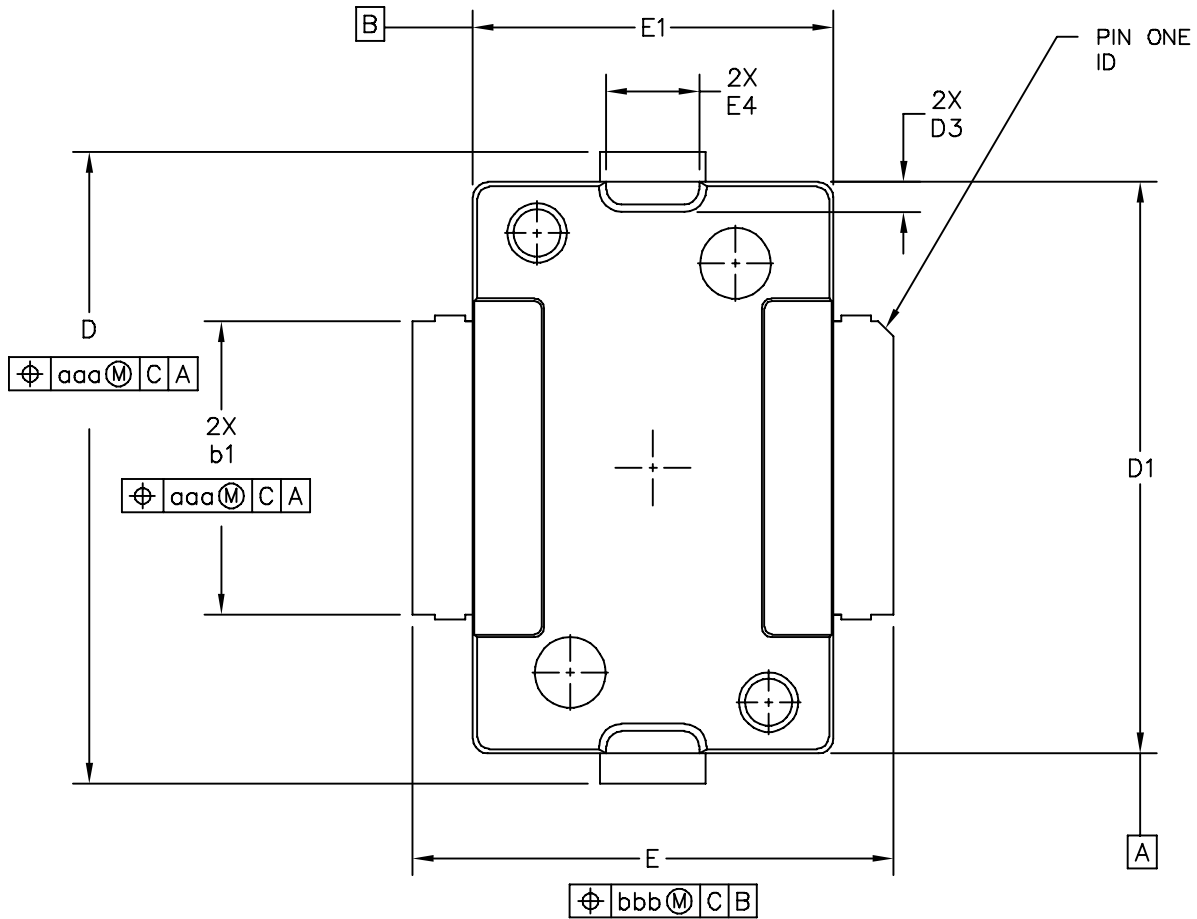 B
E1
PIN ONE
ID
2X
E4
2X
D3
D
⌖ aaa Ⓜ C A
2X
b1
⌖ aaa Ⓜ C A
D1
A
E
⌖ bbb Ⓜ C B